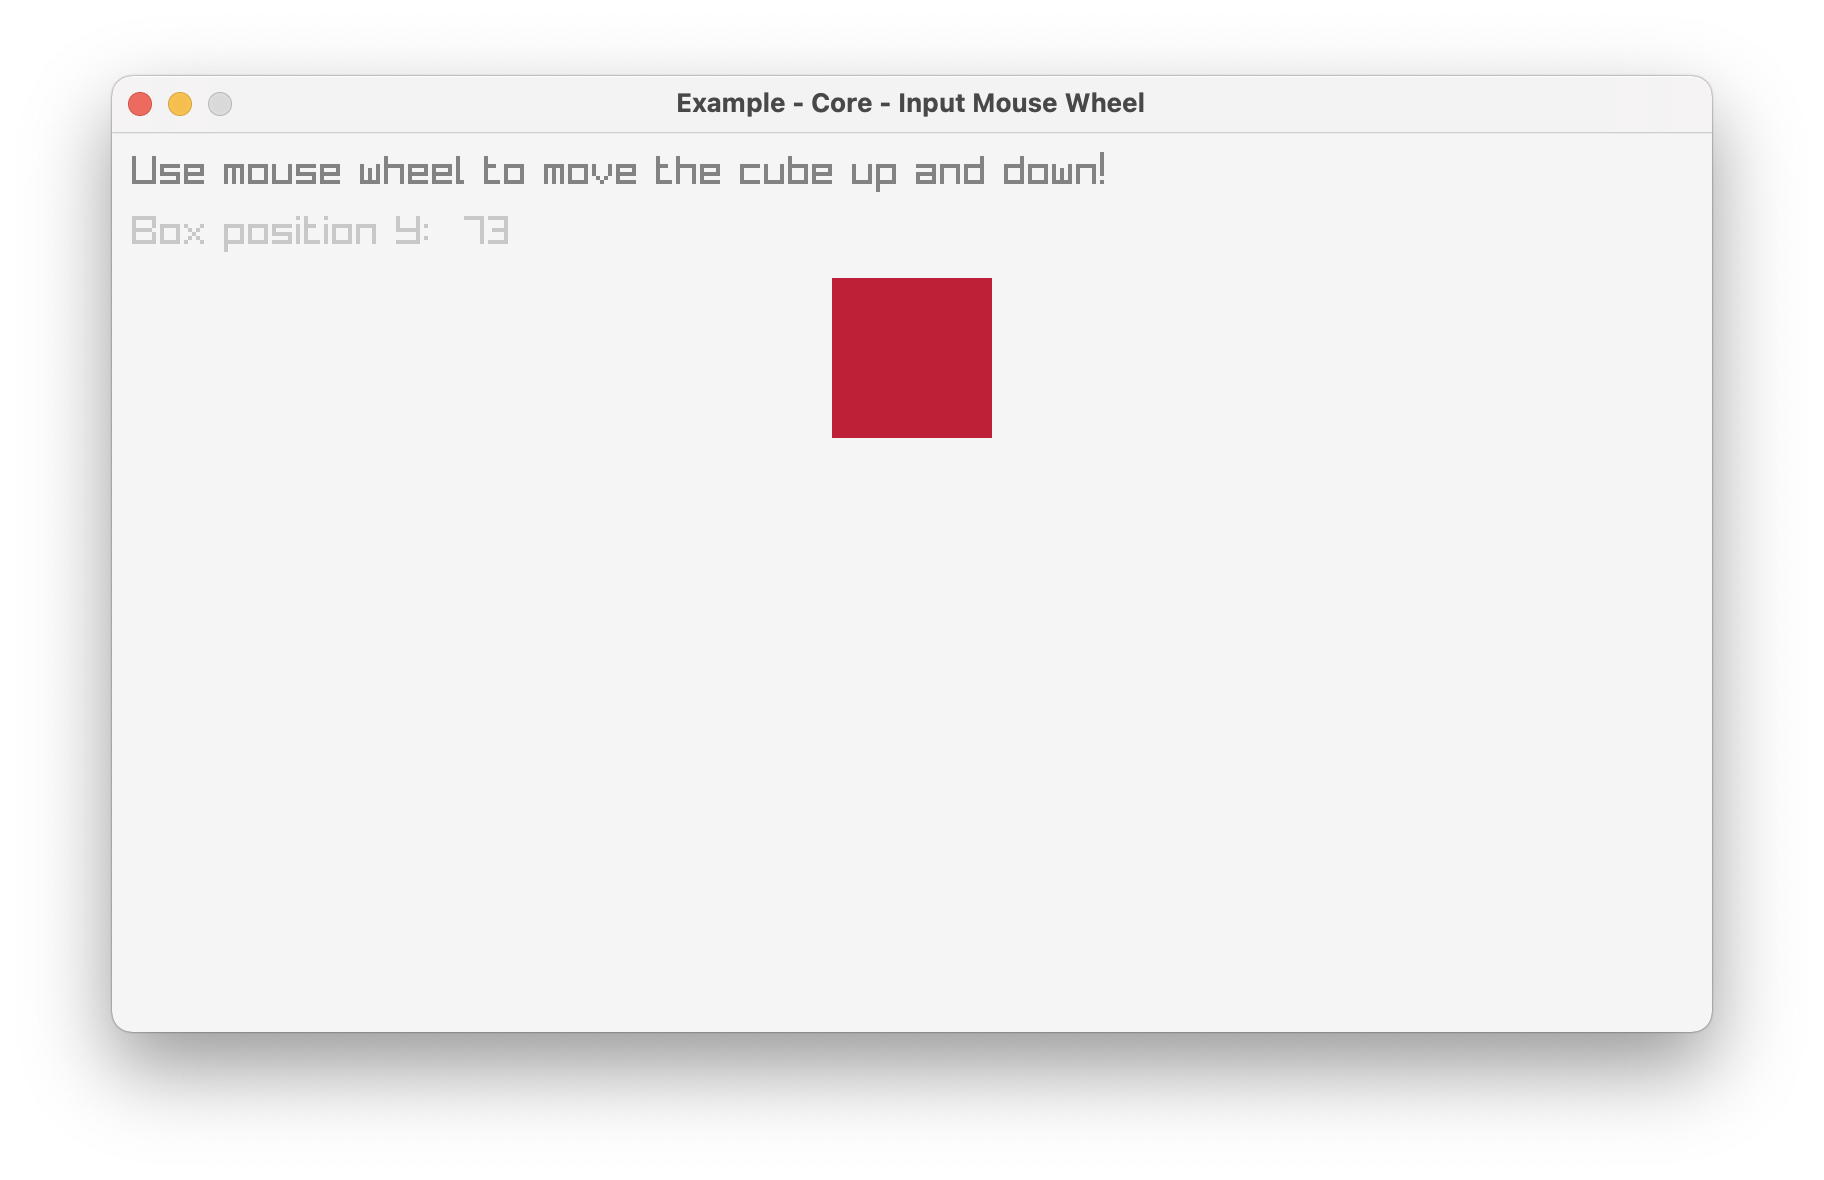 Example - Core - Input Mouse Wheel
Use mouse wheel to move the cube up and down!
Box position Y: 73